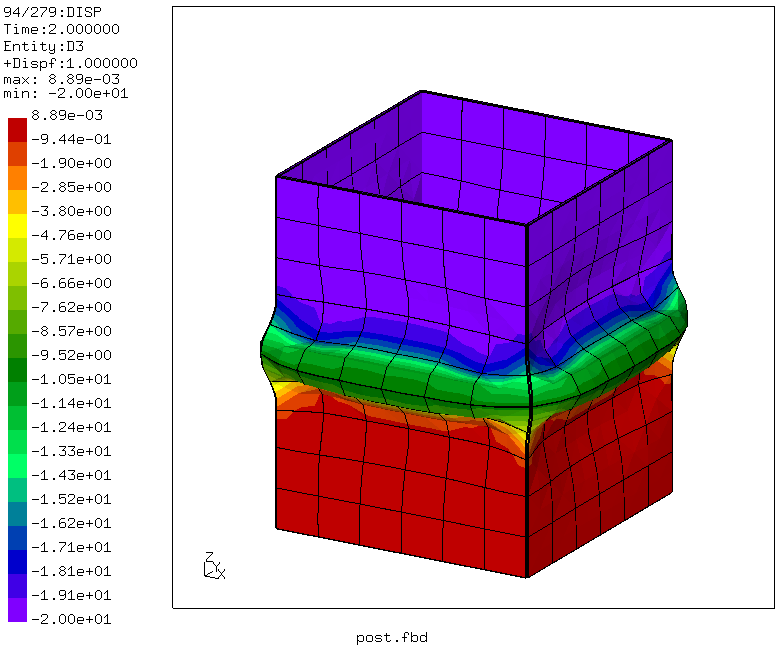 94/279:DISP
Time:2.000000
Entity:D3
+Dispf:1.000000
max: 8.89e-03
min: -2.00e+01
8.89e-03
-9.44e-01
-1.90e+00
-2.85e+00
-3.80e+00
-4.76e+00
-5.71e+00
-6.66e+00
-7.62e+00
-8.57e+00
-9.52e+00
-1.05e+01
-1.14e+01
-1.24e+01
-1.33e+01
-1.43e+01
-1.52e+01
-1.62e+01
-1.71e+01
-1.81e+01
-1.91e+01
-2.00e+01
Z
Y
X
post.fbd